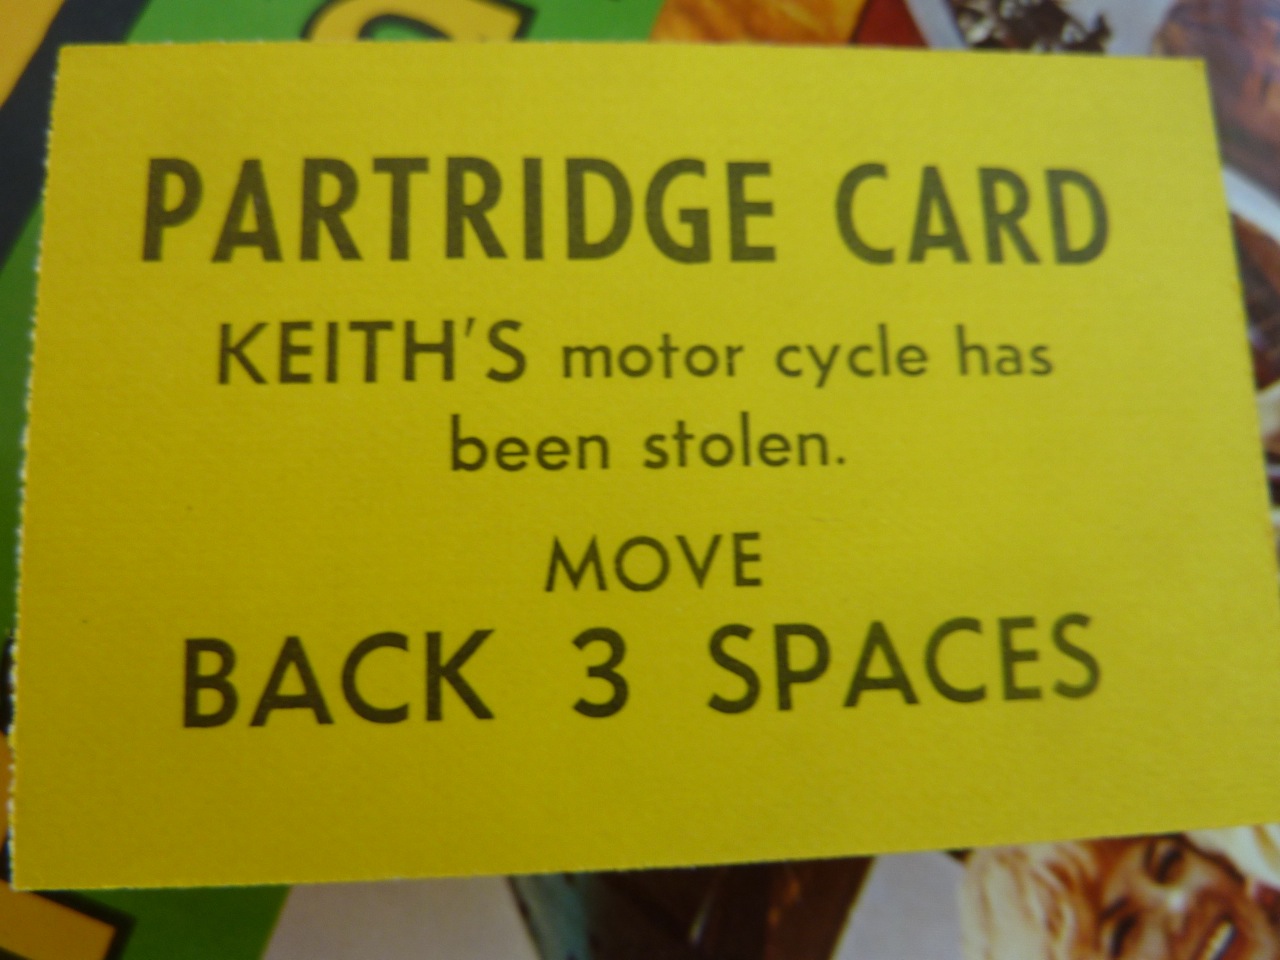 PARTRIDGE CARD
KEITH'S motor cycle has
been stolen.
MOVE
BACK 3 SPACES